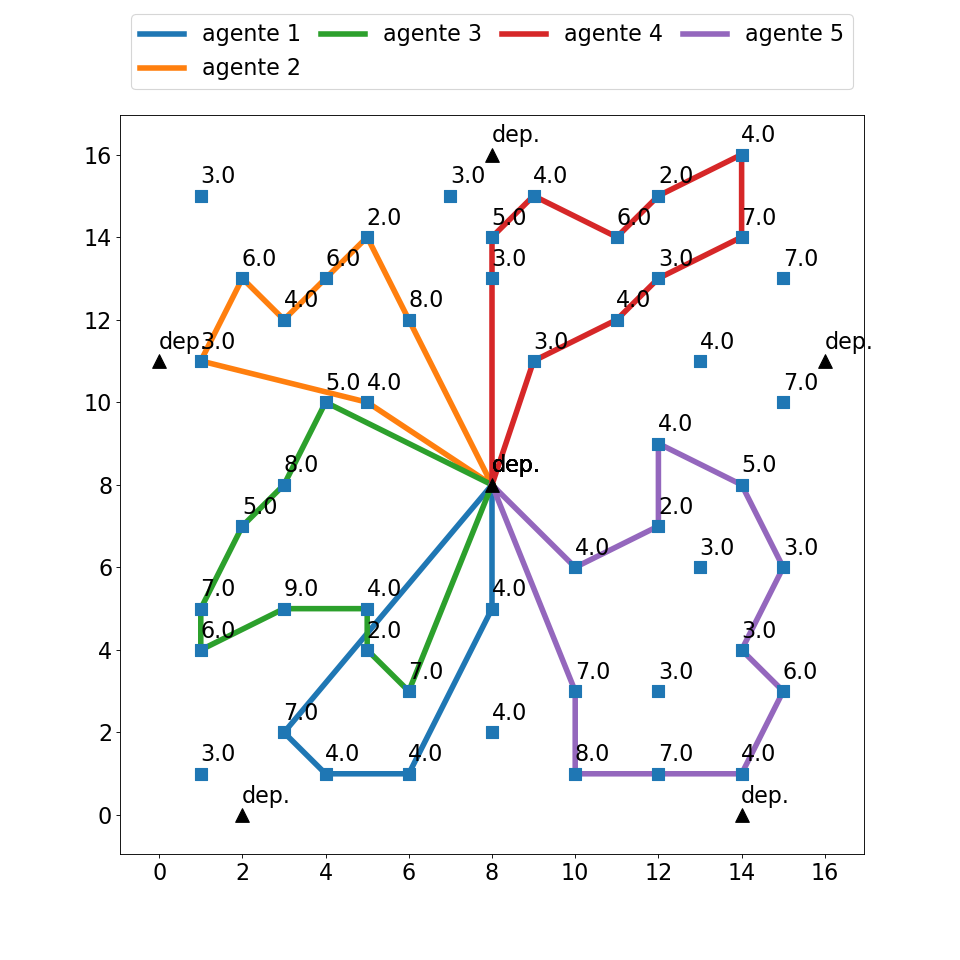 agente 1 agente 3 agente 4 agente 5
agente 2
4.0
dep.
16
3.0 3.0 4.0 2.0
14 2.0 5.0 6.0 7.0
6.0 6.0 3.0 3.0 7.0
12 4.0 8.0 4.0
dep. 3.0 3.0 4.0 dep.
10 5.0 4.0 7.0
4.0
8 8.0 dep. 5.0
5.0 2.0
6 4.0 3.0 3.0
7.0 9.0 4.0 4.0
4 6.0 2.0 3.0
7.0 7.0 3.0 6.0
2 7.0 4.0
3.0 4.0 4.0 8.0 7.0 4.0
0 dep. dep.
0 2 4 6 8 10 12 14 16